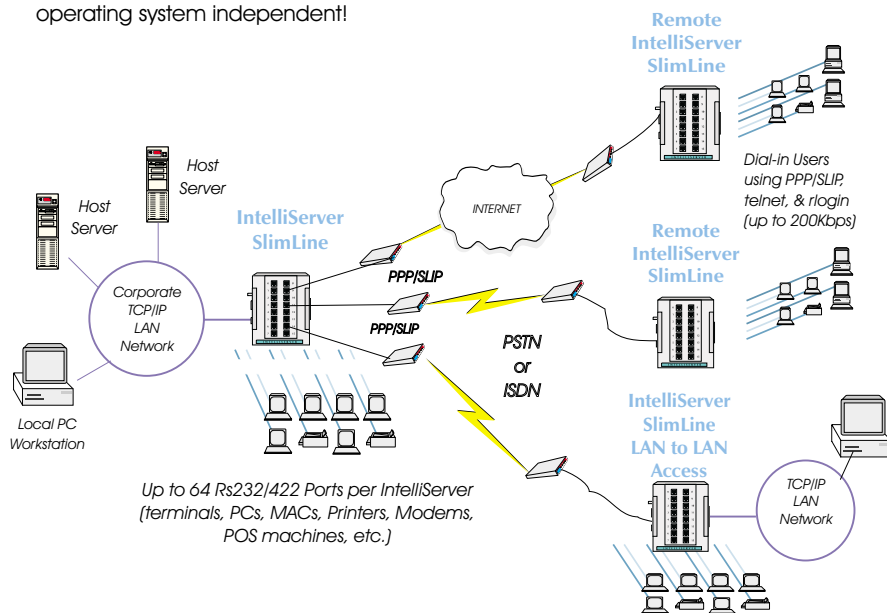 operating system independent!
Remote
IntelliServer
SlimLine
Host
Server
Host
Server
IntelliServer
SlimLine
INTERNET
Dial-in Users
using PPP/SLIP,
telnet, & rlogin
(up to 200Kbps)
PPP/SLIP
Remote
IntelliServer
SlimLine
Corporate
TCP/IP
LAN
Network
PPP/SLIP
PSTN
or
ISDN
Local PC
Workstation
IntelliServer
SlimLine
LAN to LAN
Access
Up to 64 Rs232/422 Ports per IntelliServer
(terminals, PCs, MACs, Printers, Modems,
POS machines, etc.)
TCP/IP
LAN
Network